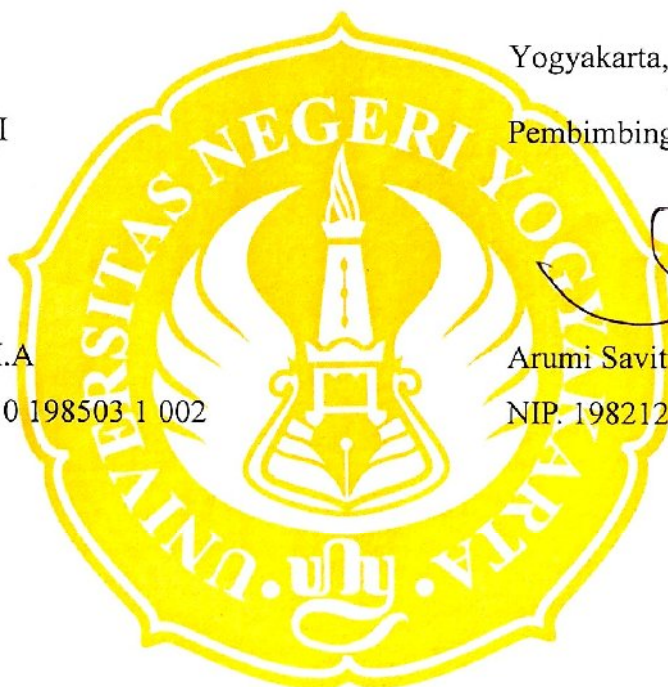 Yogyakarta,
I
Pembimbing
UNIVERSITAS NEGERI YOGYAKARTA
.A
Arumi Savit
0 198503 1 002
NIP. 198212
uny